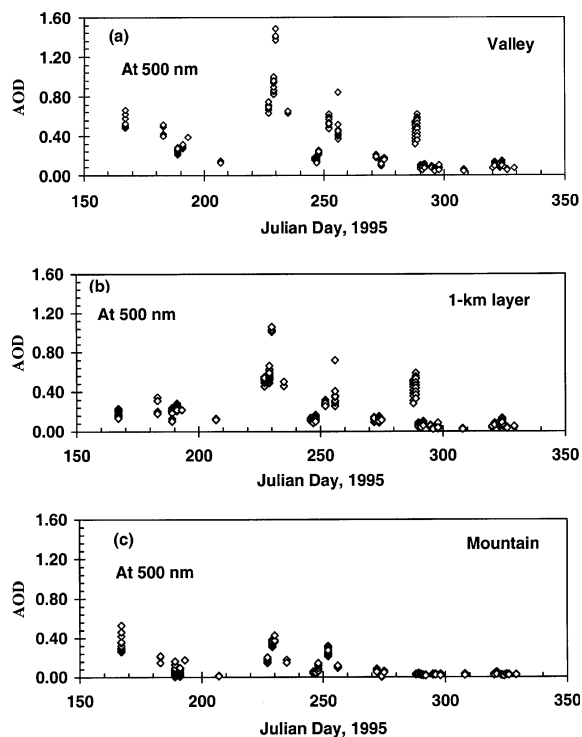 (a)
Valley
At 500 nm
AOD
1.60
1.20
0.80
0.40
0.00
150 200 250 300 350
Julian Day, 1995
(b)
1-km layer
At 500 nm
AOD
1.60
1.20
0.80
0.40
0.00
150 200 250 300 350
Julian Day, 1995
(c)
Mountain
At 500 nm
AOD
1.60
1.20
0.80
0.40
0.00
150 200 250 300 350
Julian Day, 1995